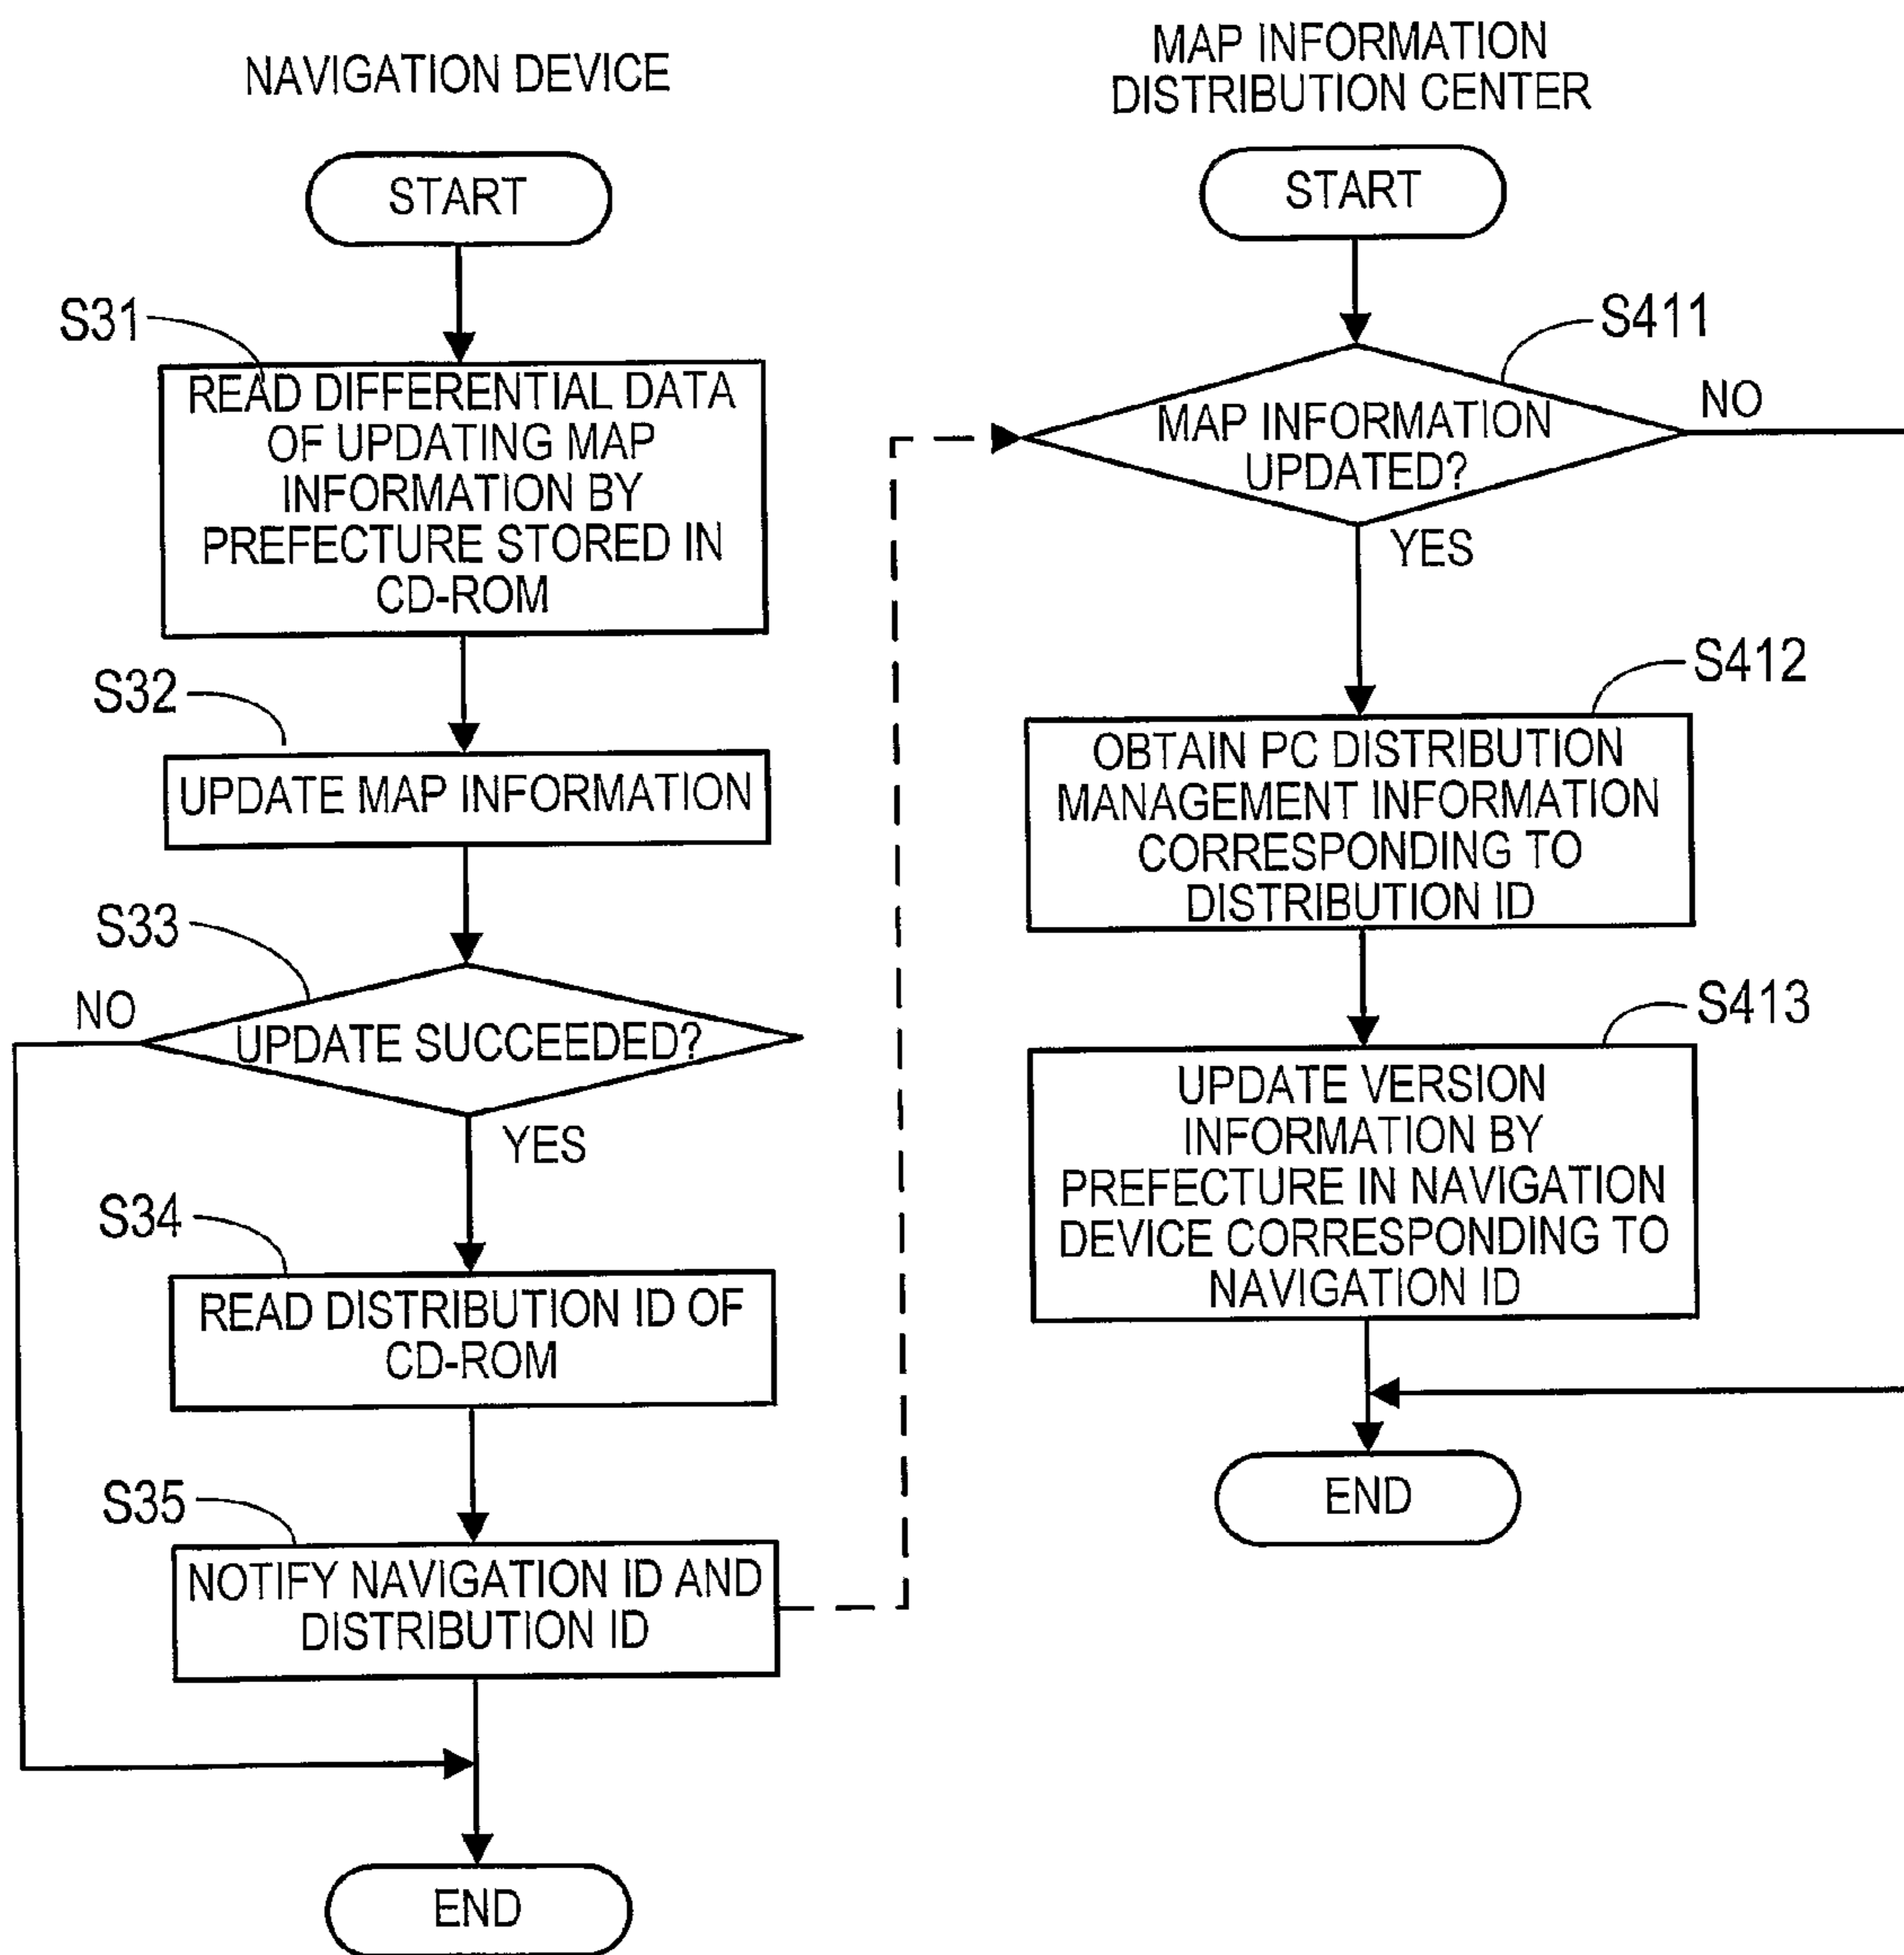 NAVIGATION DEVICE
START
S31
READ DIFFERENTIAL DATA
OF UPDATING MAP
INFORMATION BY
PREFECTURE STORED IN
CD-ROM
S32
UPDATE MAP INFORMATION
S33
NO
UPDATE SUCCEEDED?
YES
S34
READ DISTRIBUTION ID OF
CD-ROM
S35
NOTIFY NAVIGATION ID AND
DISTRIBUTION ID
END
MAP INFORMATION
DISTRIBUTION CENTER
START
S411
MAP INFORMATION
UPDATED?
NO
YES
S412
OBTAIN PC DISTRIBUTION
MANAGEMENT INFORMATION
CORRESPONDING TO
DISTRIBUTION ID
S413
UPDATE VERSION
INFORMATION BY
PREFECTURE IN NAVIGATION
DEVICE CORRESPONDING TO
NAVIGATION ID
END